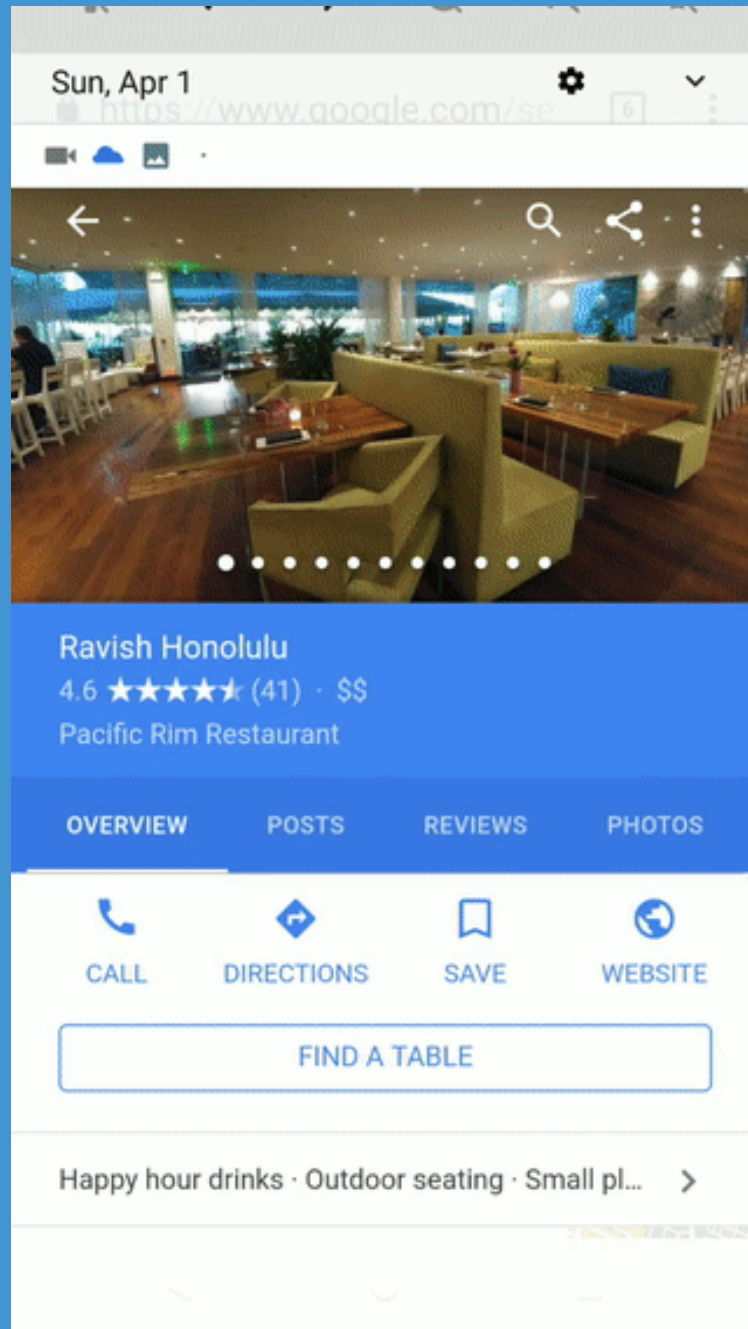 Sun, Apr 1
https://www.google.com/se
6
Ravish Honolulu
4.6 ★★★★★ (41) · $$
Pacific Rim Restaurant
OVERVIEW POSTS REVIEWS PHOTOS
CALL DIRECTIONS SAVE WEBSITE
FIND A TABLE
Happy hour drinks · Outdoor seating · Small pl...